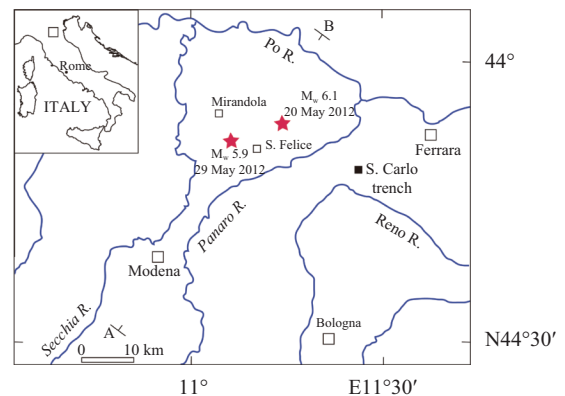 Rome
ITALY
B
Po R.
44°
Mw 6.1
20 May 2012
Mirandola
Ferrara
S. Felice
Mw 5.9
29 May 2012
S. Carlo
trench
Panaro R.
Reno R.
Modena
Secchia R.
A
Bologna
N44°30′
0 10 km
11°
E11°30′